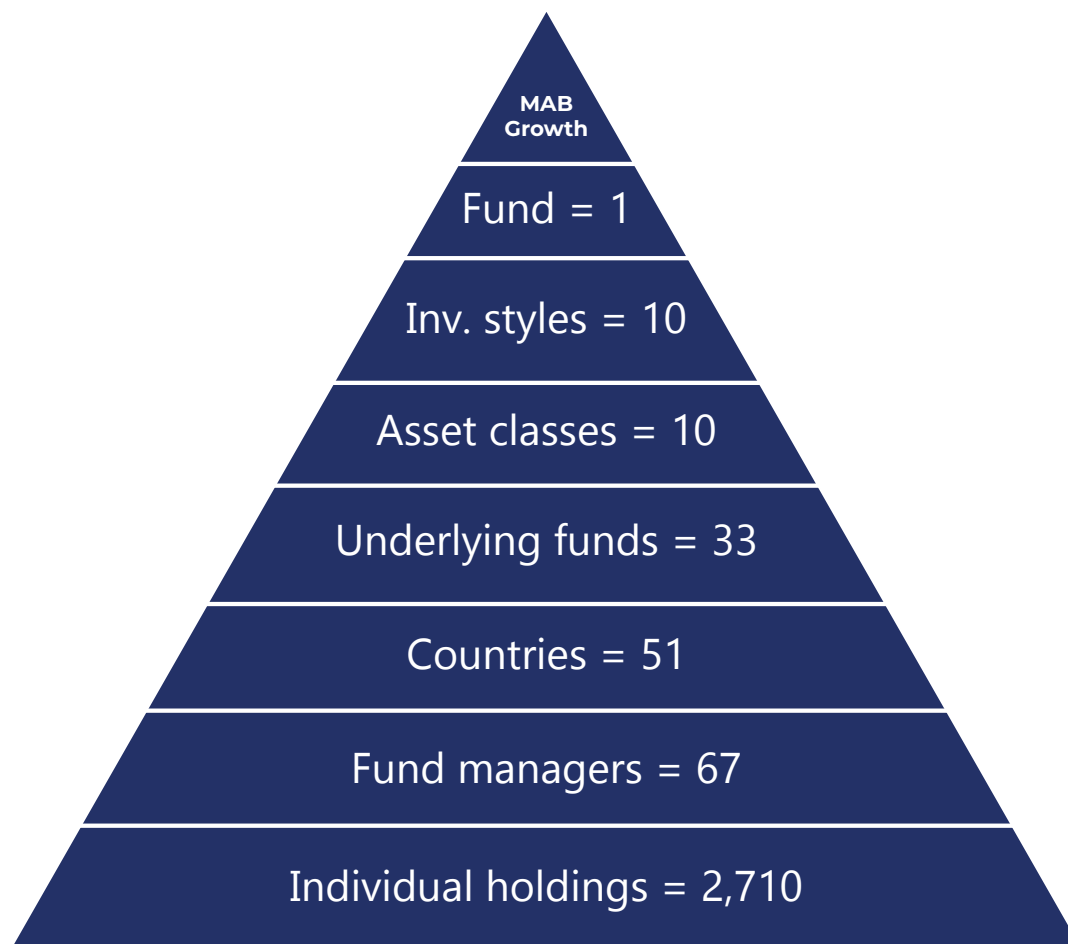 MAB
Growth
Fund = 1
Inv. styles = 10
Asset classes = 10
Underlying funds = 33
Countries = 51
Fund managers = 67
Individual holdings = 2,710